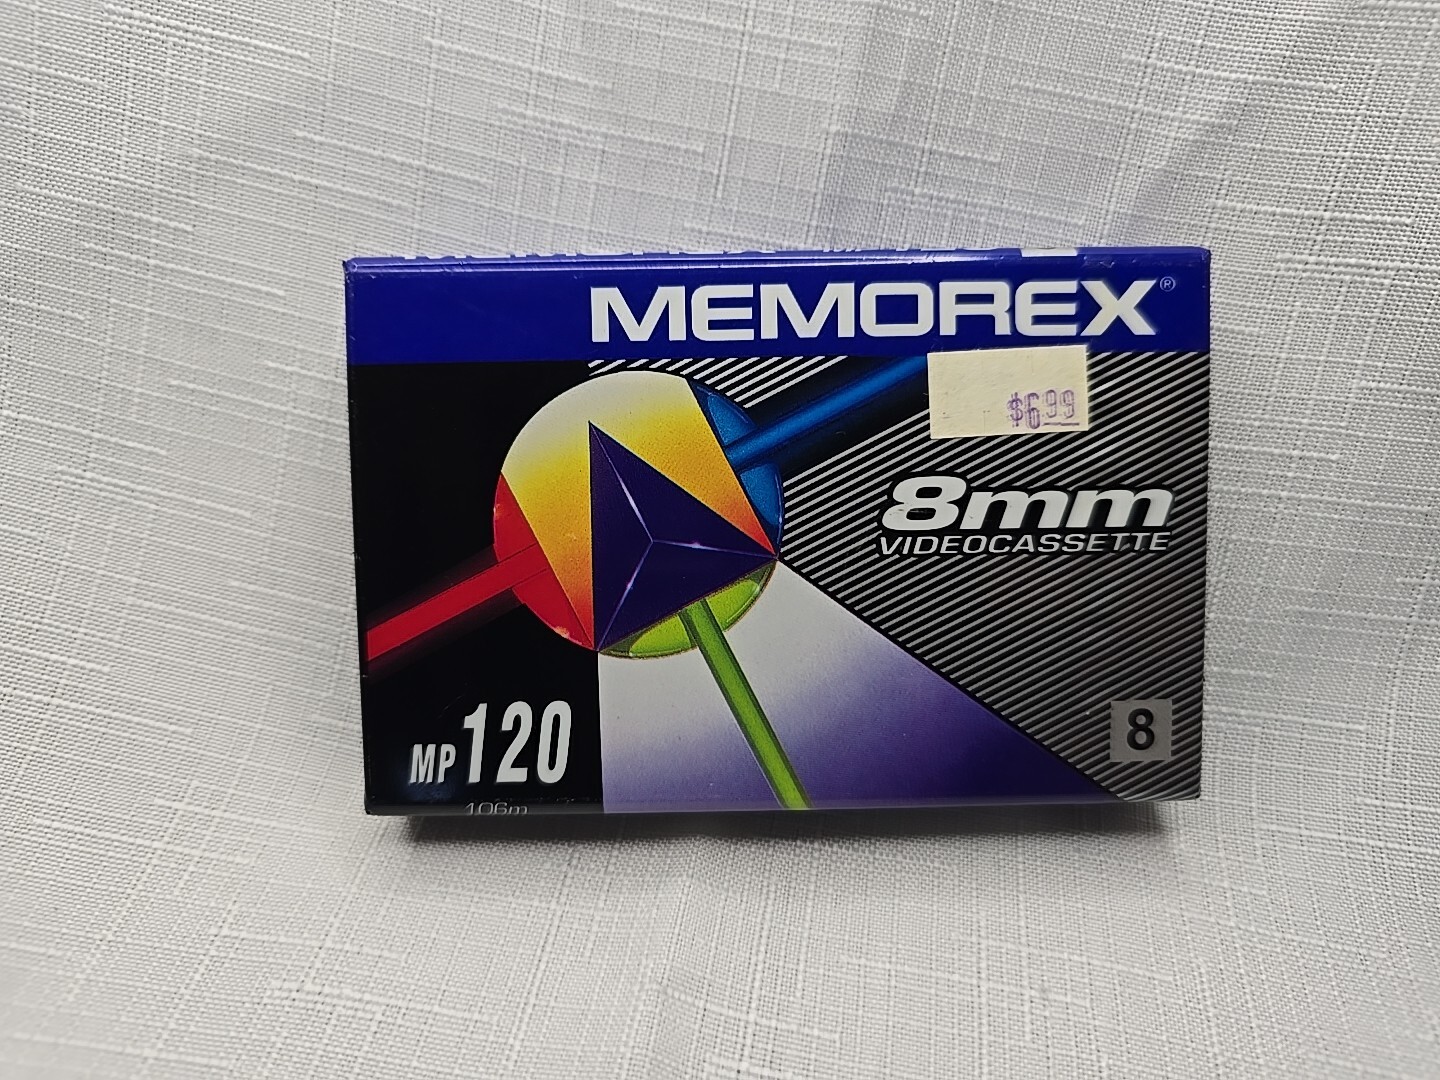 MEMOREX®
$6.99
8mm
VIDEOCASSETTE
MP 120
106m
8